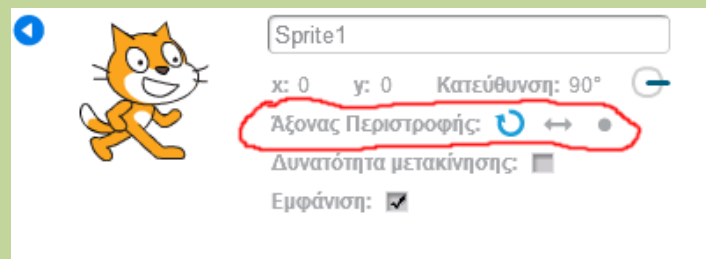 Sprite1
x: 0 y: 0 Κατεύθυνση: 90°
Άξονας Περιστροφής:
Δυνατότητα μετακίνησης:
Εμφάνιση: